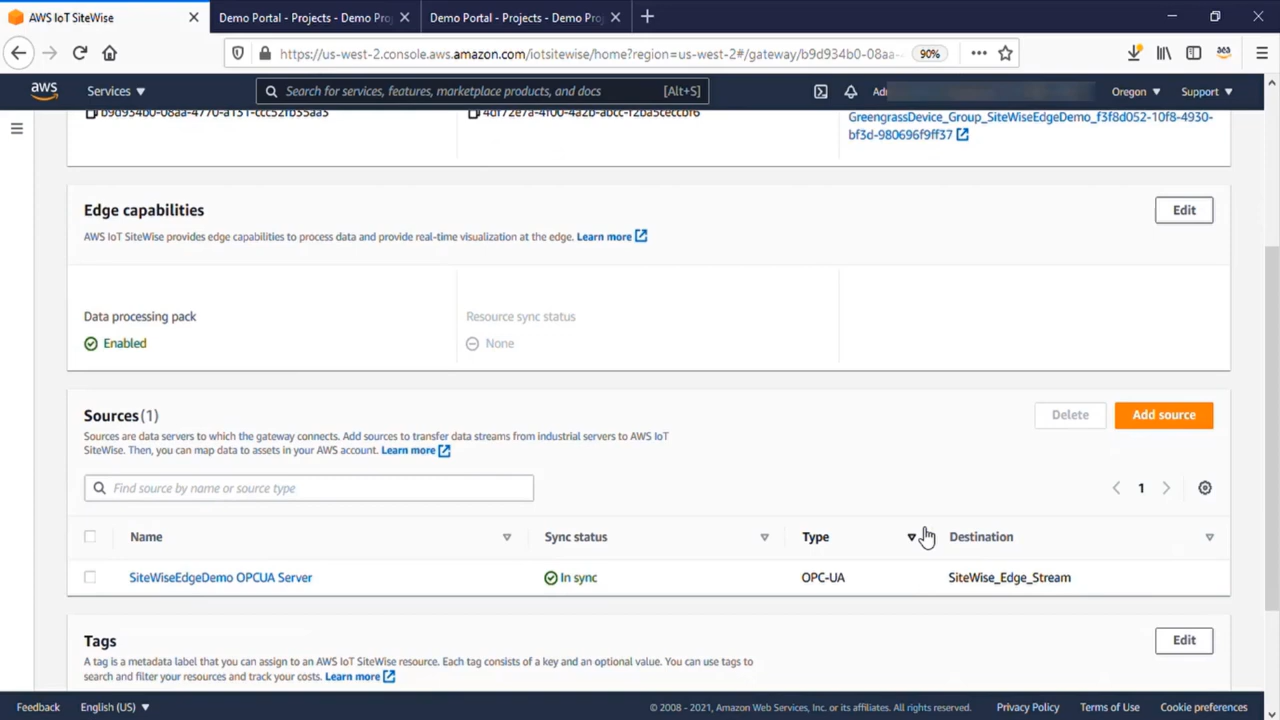 AWS IoT SiteWise
Demo Portal - Projects - Demo Proj
Demo Portal - Projects - Demo Proj
https://us-west-2.console.aws.amazon.com/iotsitewise/home?region=us-west-2#/gateway/b9d934b0-08aa-
90%
aws
Services
Search for services, features, marketplace products, and docs
[Alt+S]
Oregon
Support
GreengrassDevice_Group_SiteWiseEdgeDemo_f3f8d052-10f8-4930-
bf3d-980696f9ff37
Edge capabilities
Edit
AWS IoT SiteWise provides edge capabilities to process data and provide real-time visualization at the edge. Learn more
Data processing pack
Resource sync status
Enabled
None
Sources (1)
Delete
Add source
Sources are data servers to which the gateway connects. Add sources to transfer data streams from industrial servers to AWS IoT
SiteWise. Then, you can map data to assets in your AWS account. Learn more
Find source by name or source type
1
Name
Sync status
Type
Destination
SiteWiseEdgeDemo OPCUA Server
In sync
OPC-UA
SiteWise_Edge_Stream
Tags
Edit
A tag is a metadata label that you can assign to an AWS IoT SiteWise resource. Each tag consists of a key and an optional value. You can use tags to
search and filter your resources and track your costs. Learn more
Feedback
English (US)
© 2008 - 2021, Amazon Web Services, Inc. or its affiliates. All rights reserved.
Privacy Policy
Terms of Use
Cookie preferences